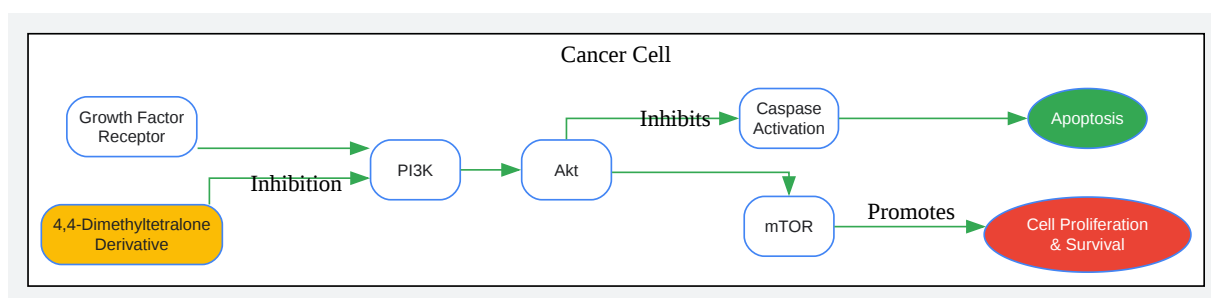 Cancer Cell
Growth Factor
Receptor
Inhibition
4,4-Dimethyltetralone
Derivative
PI3K
Akt
Inhibits
Caspase
Activation
Apoptosis
mTOR
Promotes
Cell Proliferation
& Survival